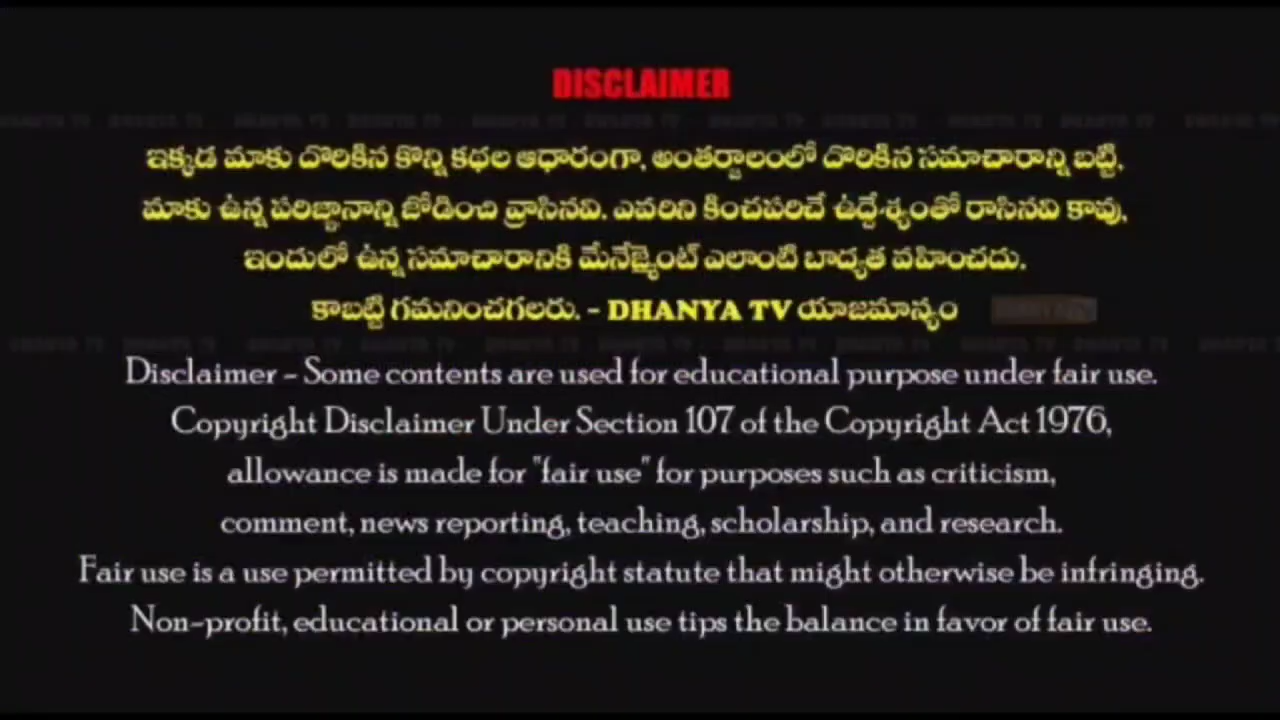 DISCLAIMER
ఇక్కడ మాకు దొరికిన కొన్ని కథల ఆధారంగా, అంతర్జాలంలో దొరికిన సమాచారాన్ని బట్టి,
మాకు ఉన్న పరిజ్ఞానాన్ని జోడించి వ్రాసినవి. ఎవరిని కించపరిచే ఉద్దేశ్యంతో రాసినవి కావు,
ఇందులో ఉన్న సమాచారానికి మేనేజ్మెంట్ ఎలాంటి బాధ్యత వహించదు.
కాబట్టి గమనించగలరు. - DHANYA TV యాజమాన్యం
Disclaimer - Some contents are used for educational purpose under fair use.
Copyright Disclaimer Under Section 107 of the Copyright Act 1976,
allowance is made for "fair use" for purposes such as criticism,
comment, news reporting, teaching, scholarship, and research.
Fair use is a use permitted by copyright statute that might otherwise be infringing.
Non-profit, educational or personal use tips the balance in favor of fair use.